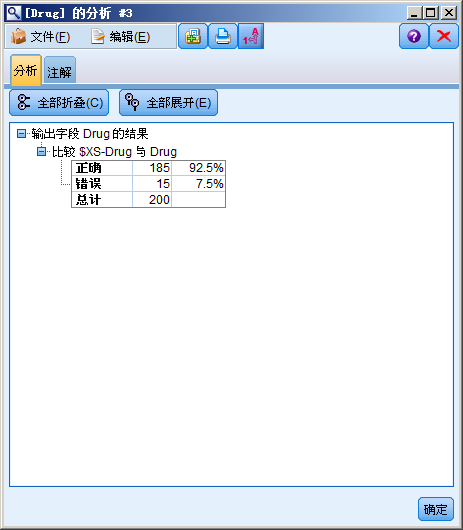 [Drug] 的分析 #3
文件(F) 编辑(E)
分析 注解
全部折叠(C) 全部展开(E)
输出字段 Drug 的结果
比较 $XS-Drug 与 Drug
正确 185 92.5%
错误 15 7.5%
总计 200
确定